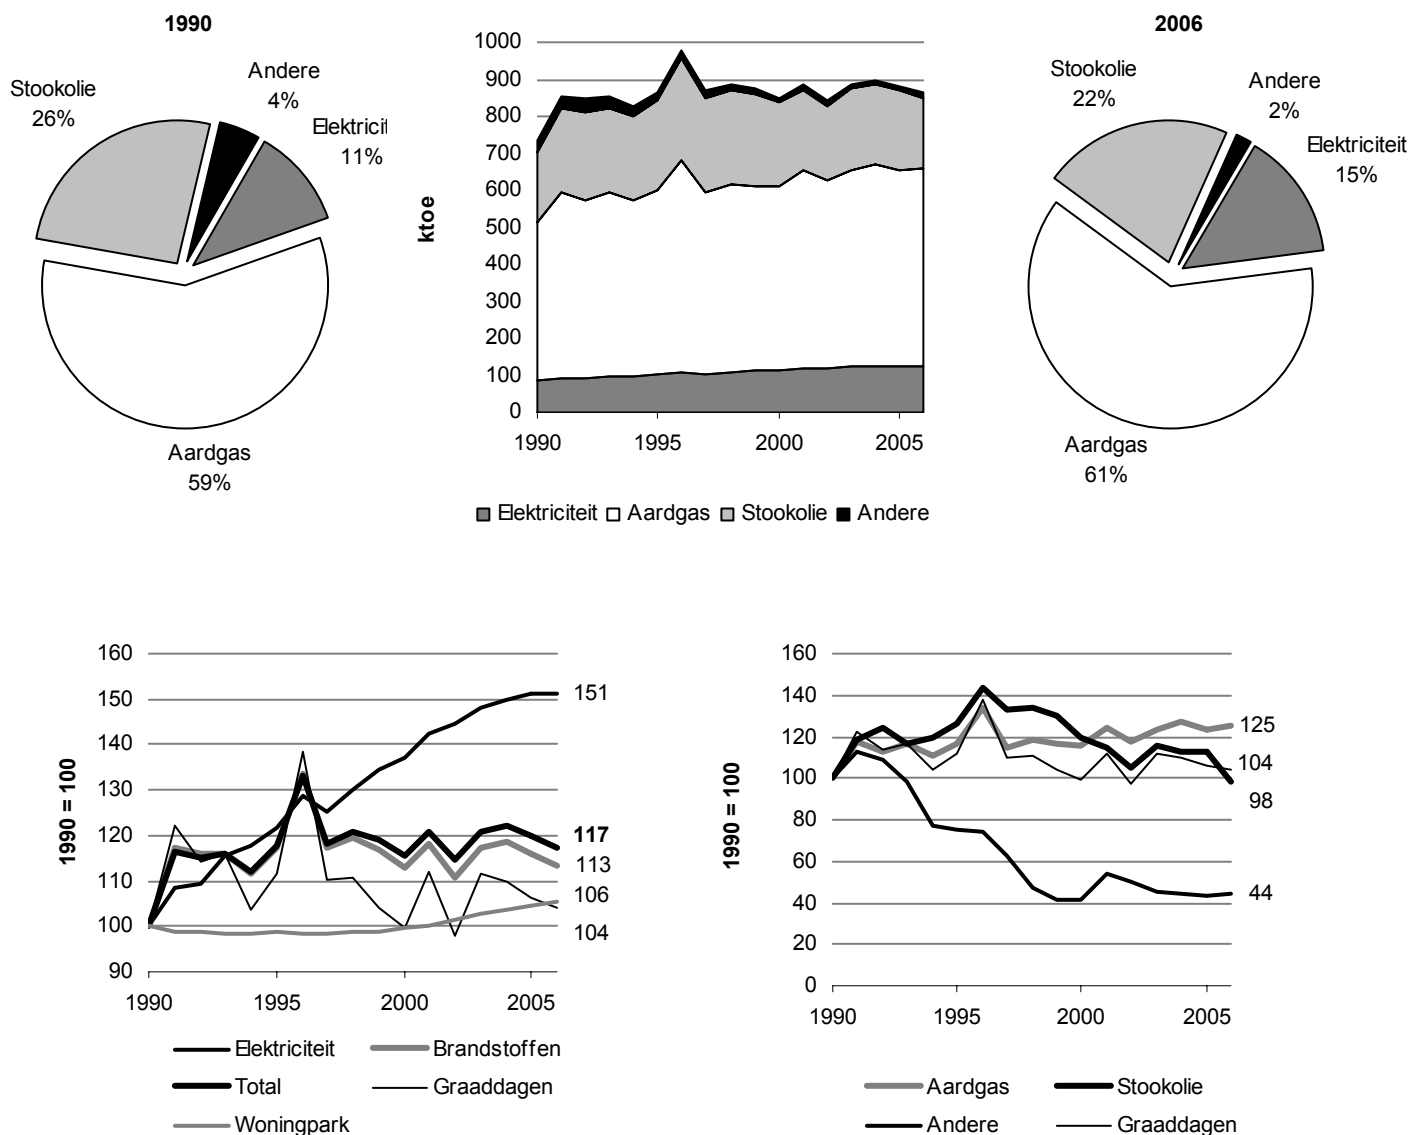 1990
Stookolie
26%
Andere
4%
Elektricit
11%
Aardgas
59%
ktoe
1000
900
800
700
600
500
400
300
200
100
0
1990 1995 2000 2005
2006
Stookolie
22%
Andere
2%
Elektriciteit
15%
Aardgas
61%
Elektriciteit Aardgas Stookolie Andere
1990 = 100
160
150
140
130
120
110
100
90
151
117
113
106
104
1990 1995 2000 2005
Elektriciteit Brandstoffen
Total Graaddagen
Woningpark
1990 = 100
160
140
120
100
80
60
40
20
0
125
104
98
44
1990 1995 2000 2005
Aardgas Stookolie
Andere Graaddagen